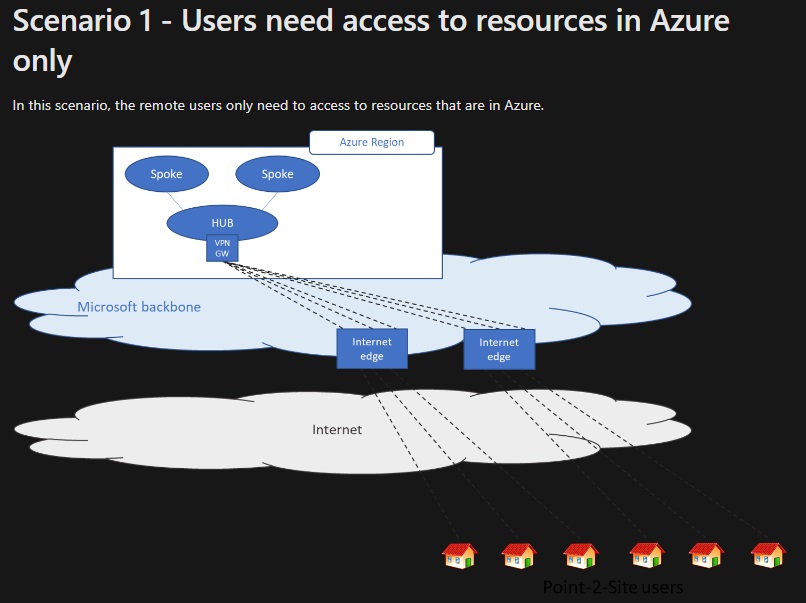 Scenario 1 - Users need access to resources in Azure
only
In this scenario, the remote users only need to access to resources that are in Azure.
Azure Region
Spoke
Spoke
HUB
VPN
GW
Microsoft backbone
Internet
edge
Internet
edge
Internet
Point-2-Site users